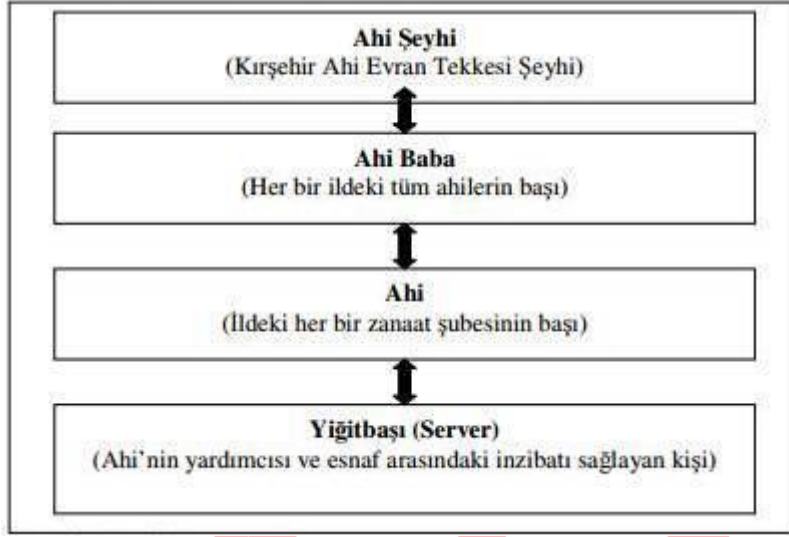 Ahi Şeyhi
(Kırşehir Ahi Evran Tekkesi Şeyhi)
Ahi Baba
(Her bir ildeki tüm ahilerin başı)
Ahi
(İldeki her bir zanaat şubesinin başı)
Yiğitbaşı (Server)
(Ahi'nin yardımcısı ve esnaf arasındaki inzibatı sağlayan kişi)